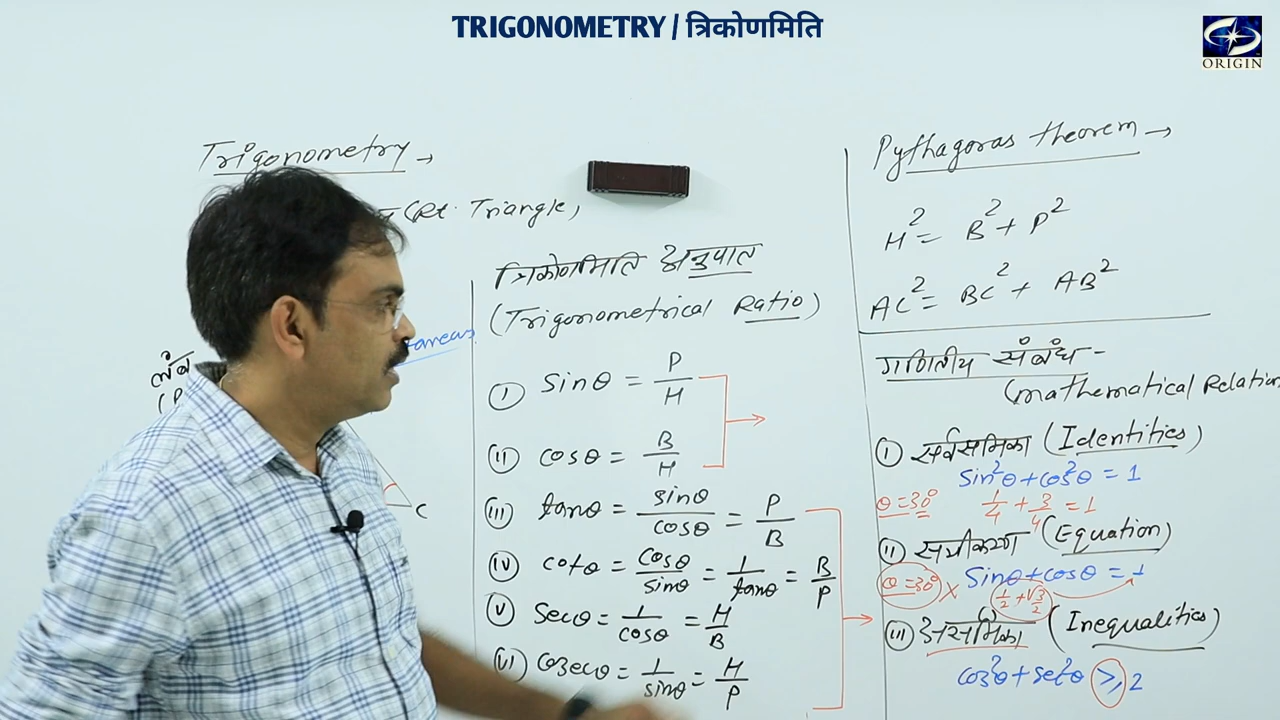 TRIGONOMETRY / त्रिकोणमिति
ORIGIN
Trigonometry →
(Rt. Triangle,
C
त्रिकोणमिति अनुपात
(Trigonometrical Ratio)
(I) sinθ = P/H
(II) cosθ = B/H
(III) tanθ = sinθ/cosθ = P/B
(IV) cotθ = cosθ/sinθ = 1/tanθ = B/P
(V) secθ = 1/cosθ = H/B
(VI) cosecθ = 1/sinθ = H/P
Pythagoras theorem →
H² = B² + P²
AC² = BC² + AB²
गणितीय संबंध -
(mathematical Relation
(I) सर्वसमिका (Identities)
sin²θ + cos²θ = 1
θ = 30° 1/4 + 3/4 = 1
(II) समीकरण (Equation)
θ = 30° × sinθ + cosθ = 1
1/2 + √3/2
(III) असमिका (Inequalities)
cos²θ + sec²θ ≥ 2